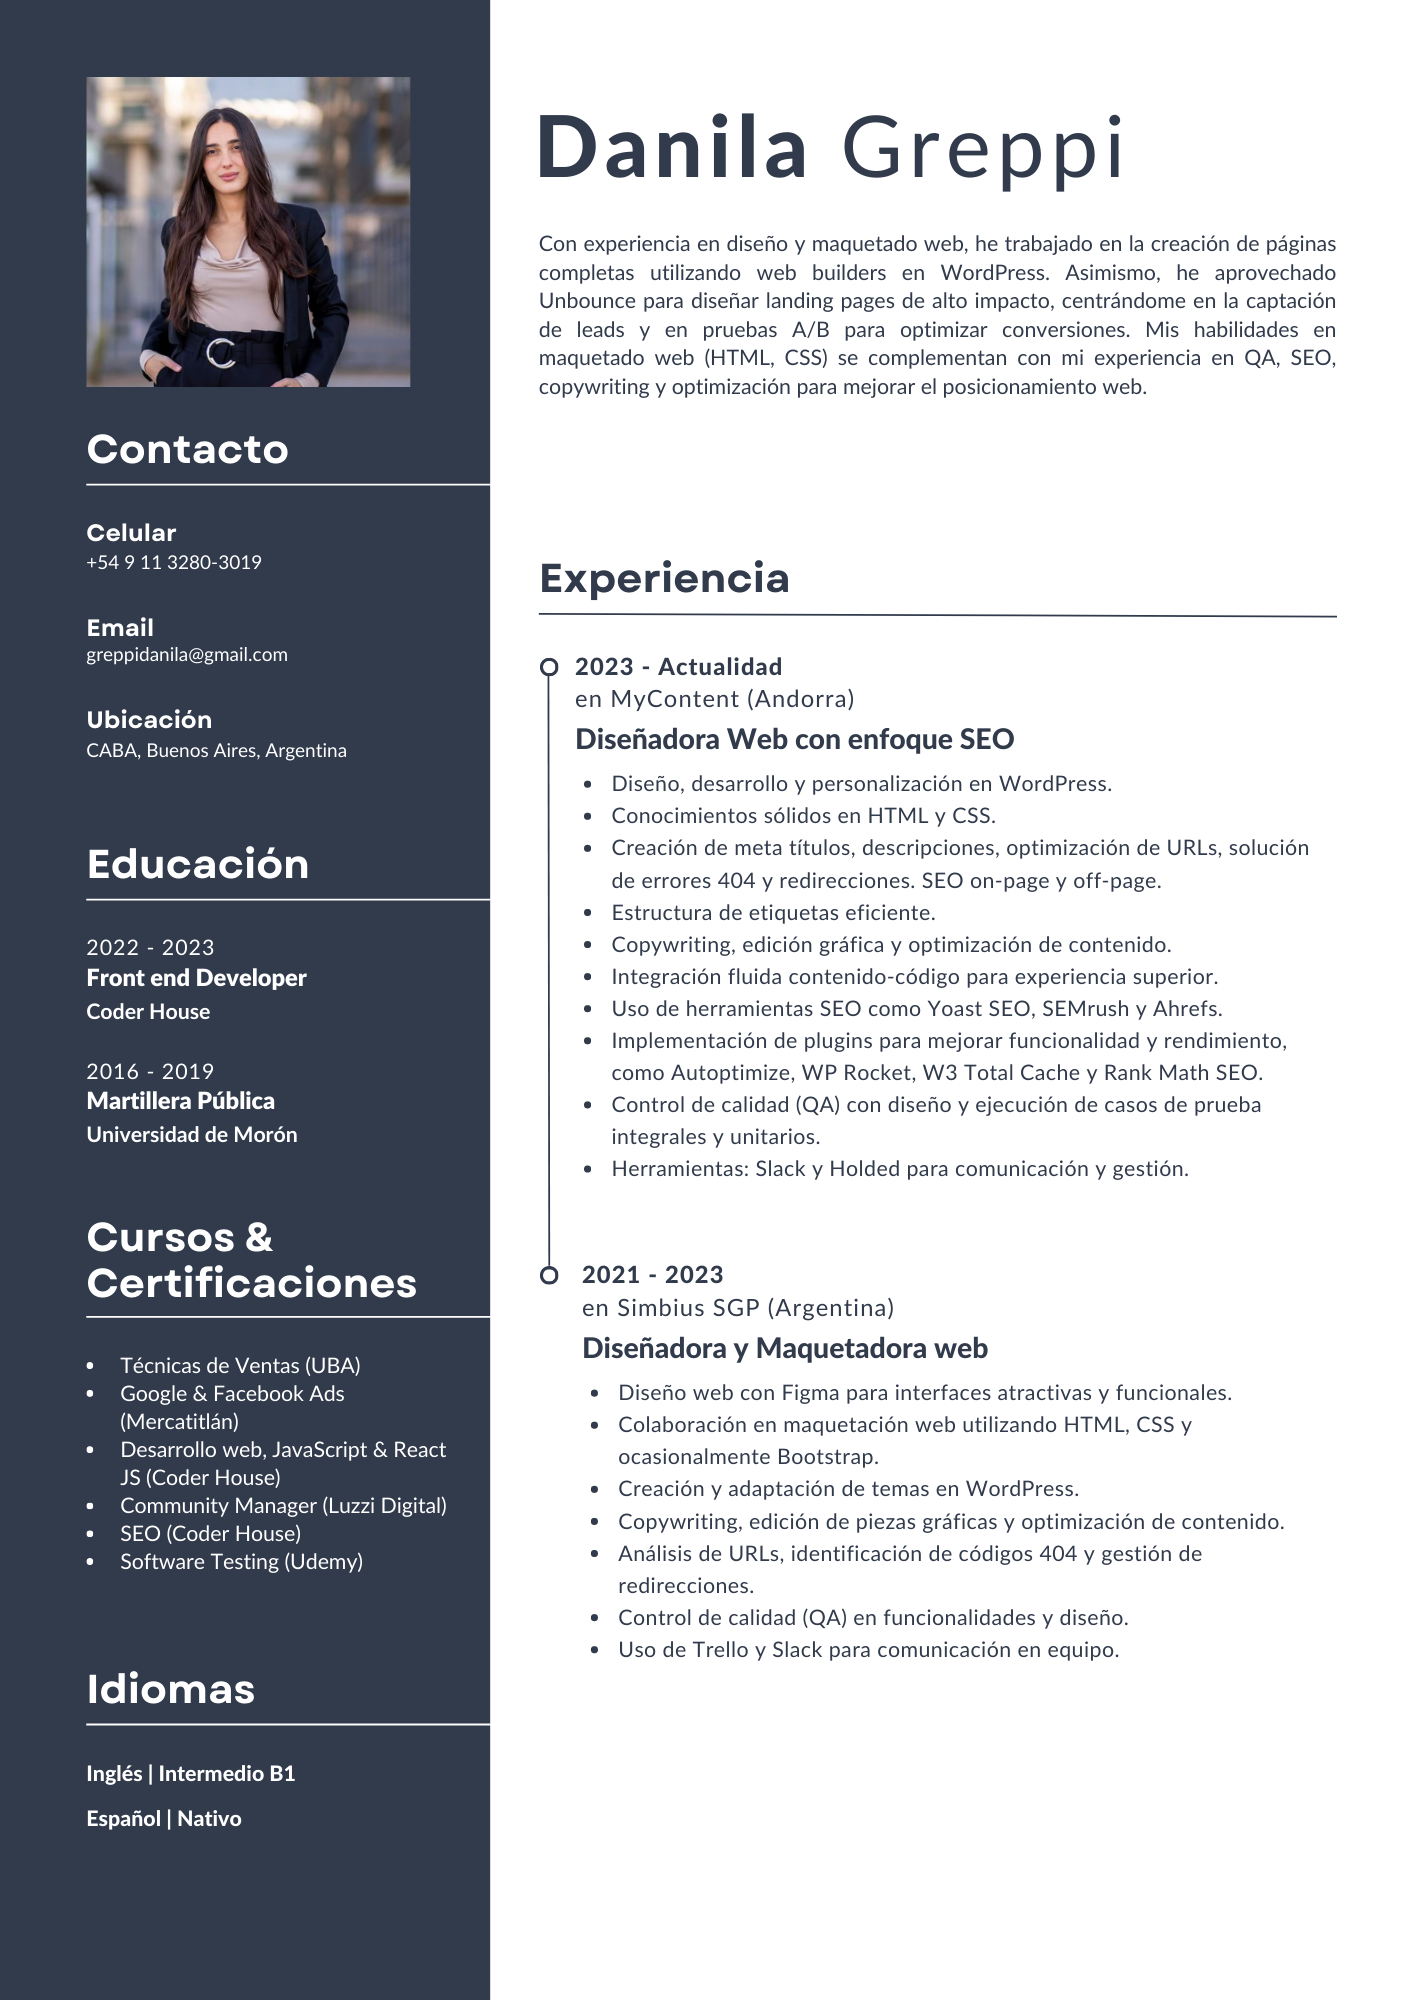 Danila Greppi
Con experiencia en diseño y maquetado web, he trabajado en la creación de páginas
completas utilizando web builders en WordPress. Asimismo, he aprovechado
Unbounce para diseñar landing pages de alto impacto, centrándome en la captación
de leads y en pruebas A/B para optimizar conversiones. Mis habilidades en
maquetado web (HTML, CSS) se complementan con mi experiencia en QA, SEO,
copywriting y optimización para mejorar el posicionamiento web.
Contacto
Celular
+54 9 11 3280-3019
Email
greppidanila@gmail.com
Ubicación
CABA, Buenos Aires, Argentina
Educación
2022 - 2023
Front end Developer
Coder House
2016 - 2019
Martillera Pública
Universidad de Morón
Cursos &
Certificaciones
• Técnicas de Ventas (UBA)
• Google & Facebook Ads
(Mercatitlán)
• Desarrollo web, JavaScript & React
JS (Coder House)
• Community Manager (Luzzi Digital)
• SEO (Coder House)
• Software Testing (Udemy)
Idiomas
Inglés | Intermedio B1
Español | Nativo
Experiencia
2023 - Actualidad
en MyContent (Andorra)
Diseñadora Web con enfoque SEO
• Diseño, desarrollo y personalización en WordPress.
• Conocimientos sólidos en HTML y CSS.
• Creación de meta títulos, descripciones, optimización de URLs, solución
de errores 404 y redirecciones. SEO on-page y off-page.
• Estructura de etiquetas eficiente.
• Copywriting, edición gráfica y optimización de contenido.
• Integración fluida contenido-código para experiencia superior.
• Uso de herramientas SEO como Yoast SEO, SEMrush y Ahrefs.
• Implementación de plugins para mejorar funcionalidad y rendimiento,
como Autoptimize, WP Rocket, W3 Total Cache y Rank Math SEO.
• Control de calidad (QA) con diseño y ejecución de casos de prueba
integrales y unitarios.
• Herramientas: Slack y Holded para comunicación y gestión.
2021 - 2023
en Simbius SGP (Argentina)
Diseñadora y Maquetadora web
• Diseño web con Figma para interfaces atractivas y funcionales.
• Colaboración en maquetación web utilizando HTML, CSS y
ocasionalmente Bootstrap.
• Creación y adaptación de temas en WordPress.
• Copywriting, edición de piezas gráficas y optimización de contenido.
• Análisis de URLs, identificación de códigos 404 y gestión de
redirecciones.
• Control de calidad (QA) en funcionalidades y diseño.
• Uso de Trello y Slack para comunicación en equipo.